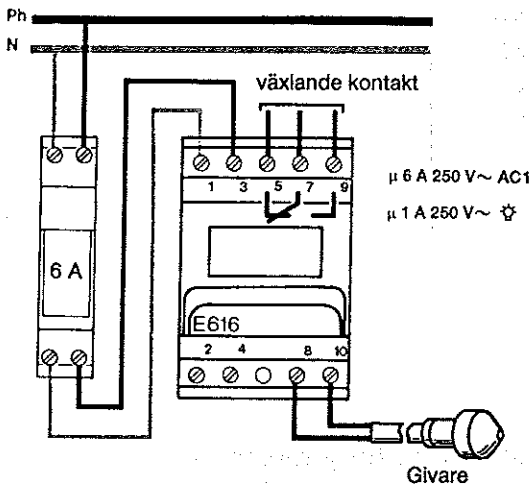 Ph
N
växlande kontakt
1 3 5 7 9
μ 6 A 250 V~ AC1
μ 1 A 250 V~
6 A
E616
2 4 8 10
Givare